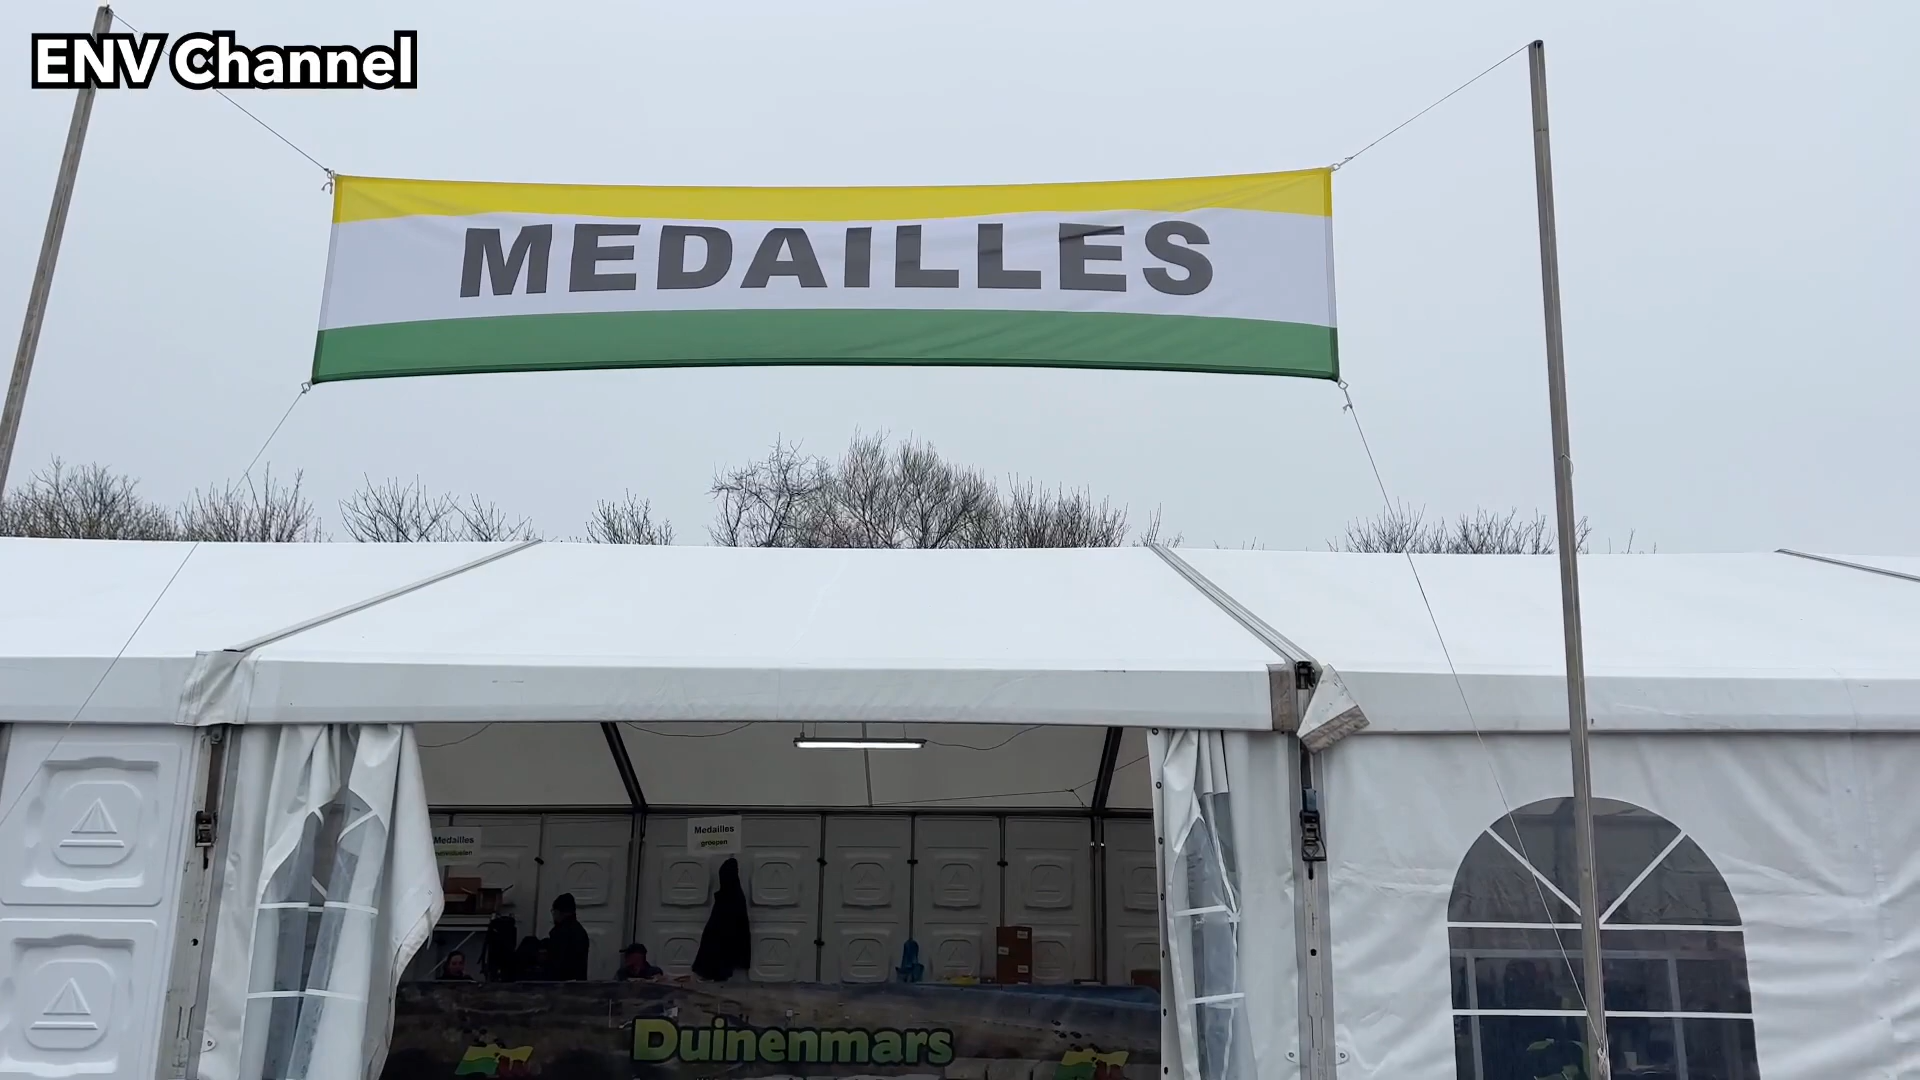 ENV Channel
MEDAILLES
Medailles
Medailles
groepen
Duinenmars